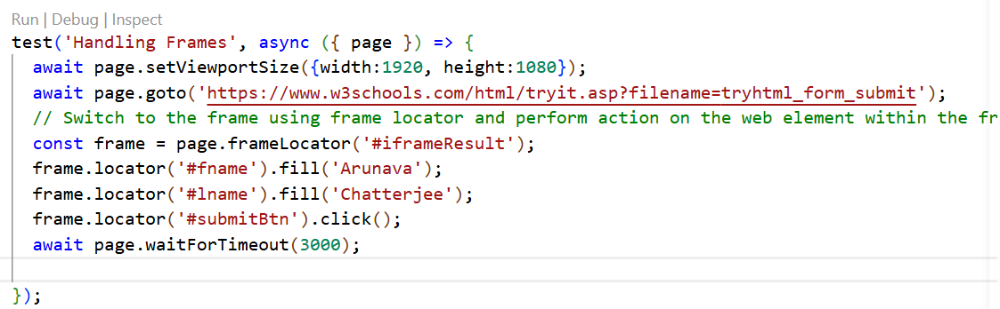 Run | Debug | Inspect
test('Handling Frames', async ({ page }) => {
await page.setViewportSize({width:1920, height:1080});
await page.goto('https://www.w3schools.com/html/tryit.asp?filename=tryhtml_form_submit');
// Switch to the frame using frame locator and perform action on the web element within the fr
const frame = page.frameLocator('#iframeResult');
frame.locator('#fname').fill('Arunava');
frame.locator('#lname').fill('Chatterjee');
frame.locator('#submitBtn').click();
await page.waitForTimeout(3000);
});